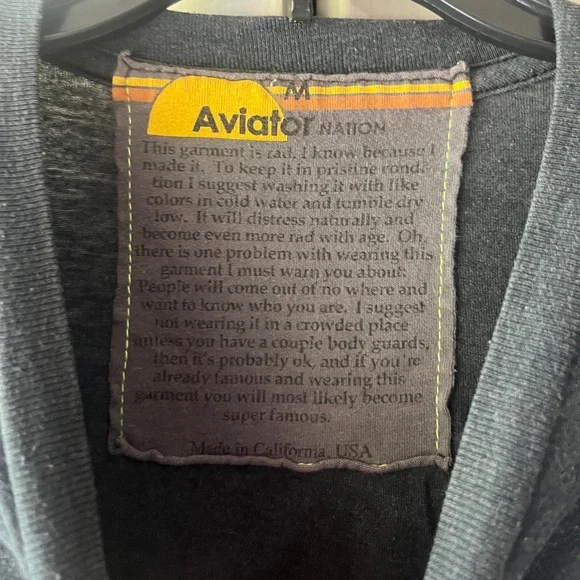 M
Aviator NATION
This garment is rad. I know because I
made it. To keep it in pristine condi-
tion I suggest washing it with like
colors in cold water and tumble dry
low. It will distress naturally and
become even more rad with age. Oh,
there is one problem with wearing this
garment I must warn you about:
People will come out of no where and
want to know who you are. I suggest
not wearing it in a crowded place
unless you have a couple body guards,
then it's probably ok, and if you're
already famous and wearing this
garment you will most likely become
super famous.
Made in California, USA